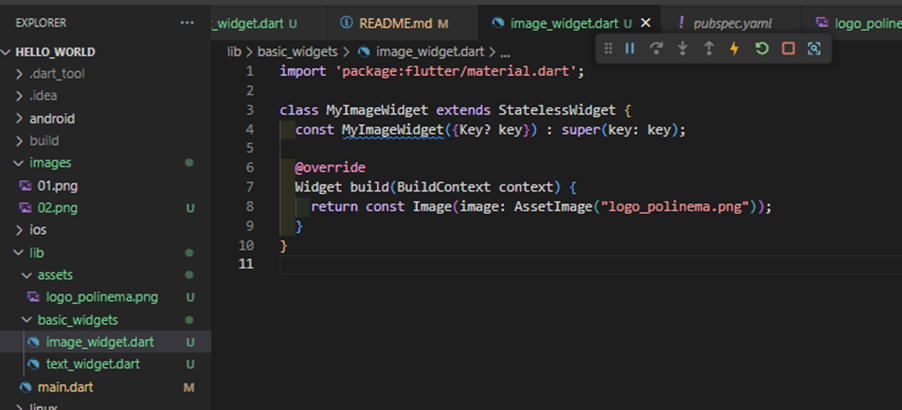 EXPLORER ...
HELLO_WORLD
.dart_tool
.idea
android
build
images
01.png
02.png U
ios
lib
assets
logo_polinema.png U
basic_widgets
image_widget.dart U
text_widget.dart U
main.dart M
linux
t_widget.dart U
README.md M
image_widget.dart U
pubspec.yaml
logo_poline
lib > basic_widgets > image_widget.dart > ...
1 import 'package:flutter/material.dart';
2
3 class MyImageWidget extends StatelessWidget {
4 const MyImageWidget({Key? key}) : super(key: key);
5
6 @override
7 Widget build(BuildContext context) {
8 return const Image(image: AssetImage("logo_polinema.png"));
9 }
10 }
11